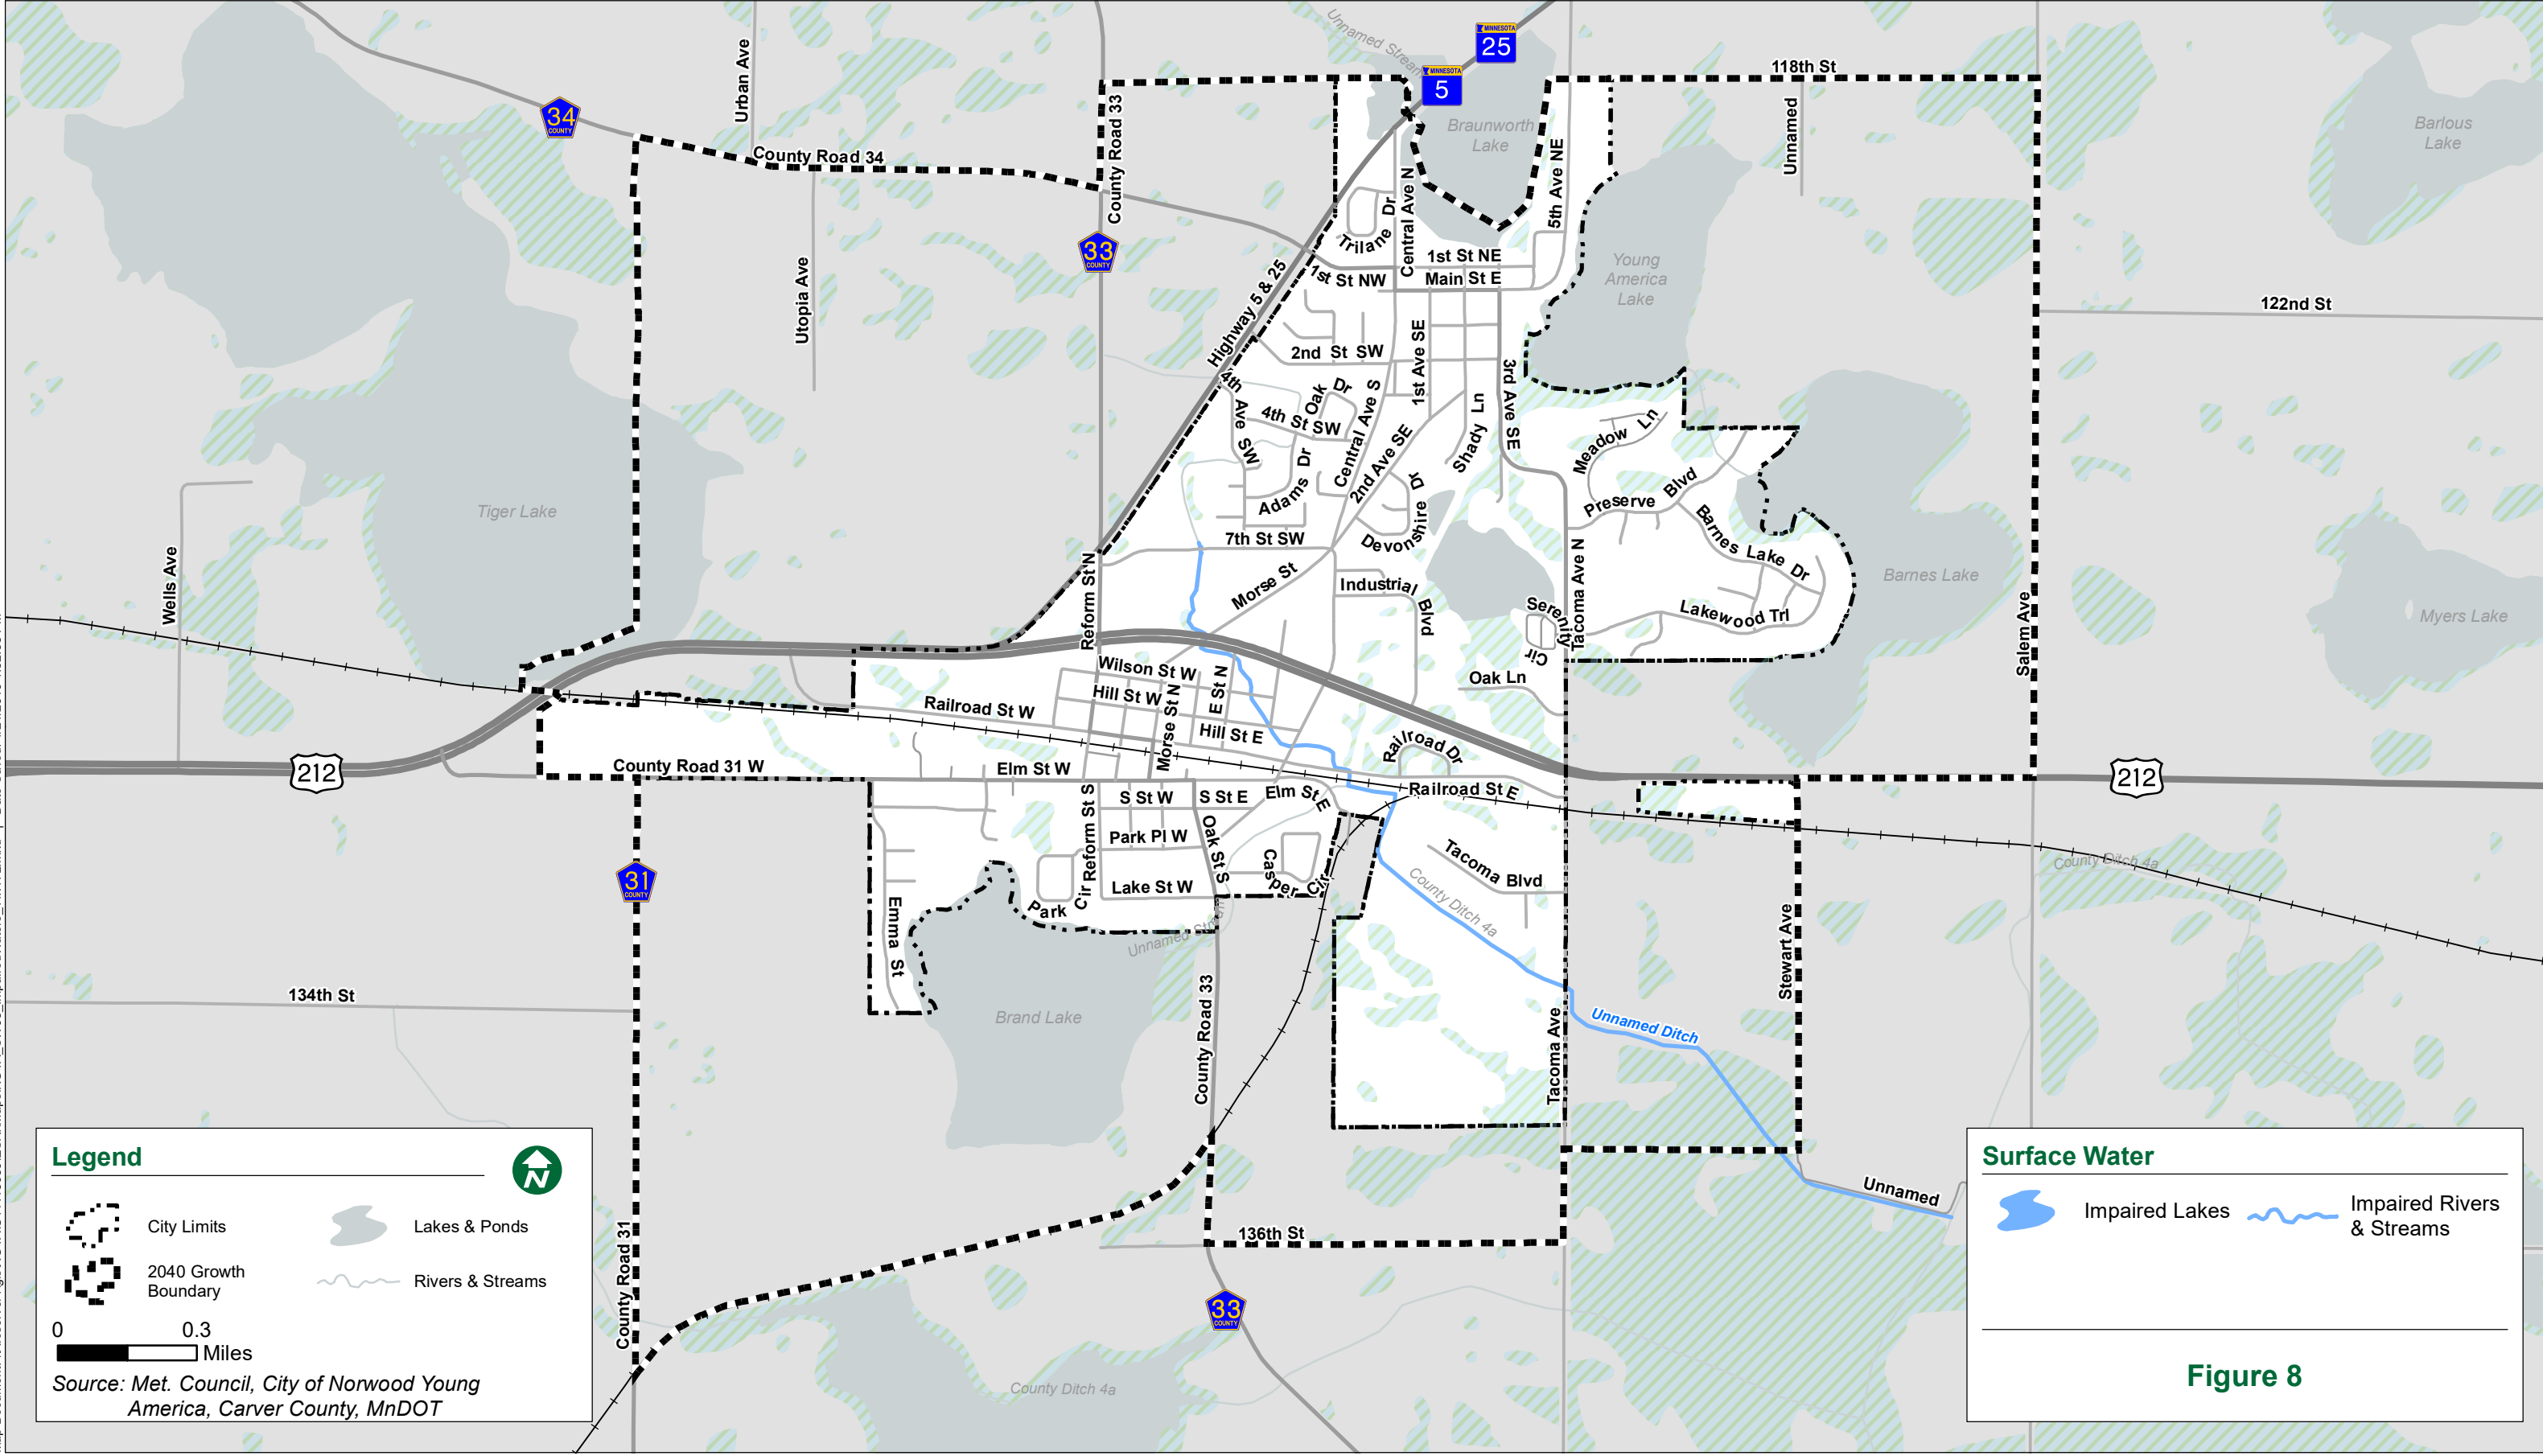 Unnamed Stream
MINNESOTA
25
MINNESOTA
5
118th St
Urban Ave
34
COUNTY
County Road 33
Unnamed
Braunworth
Lake
Barlous
Lake
County Road 34
5th Ave NE
Central Ave N
Trilane Dr
33
COUNTY
1st St NE
1st St NW
Main St E
Young
America
Lake
Utopia Ave
Highway 5 & 25
122nd St
2nd St SW
1st Ave SE
3rd Ave SE
4th Ave SW
Oak Dr
4th St SW
Central Ave S
Shady Ln
2nd Ave SE
Meadow Ln
Adams Dr
Devonshire Dr
Preserve Blvd
Barnes Lake Dr
Tiger Lake
7th St SW
Wells Ave
Reform St N
Morse St
Industrial Blvd
Serenity Cir
Tacoma Ave N
Lakewood Trl
Barnes Lake
Myers Lake
Salem Ave
Wilson St W
Hill St W
Morse St N
E St N
Oak Ln
Railroad St W
Hill St E
Railroad Dr
212
County Road 31 W
Elm St W
212
S St W
S St E
Elm St E
Railroad St E
Reform St S
Park Pl W
Oak St S
Casper Cir
Tacoma Blvd
County Ditch 4a
31
COUNTY
Lake St W
Park Cir
County Ditch 4a
Emma St
Unnamed Stream
Stewart Ave
134th St
Brand Lake
County Road 33
Tacoma Ave
Unnamed Ditch
Unnamed
136th St
County Road 31
33
COUNTY
County Ditch 4a
Legend
N
City Limits
Lakes & Ponds
2040 Growth
Boundary
Rivers & Streams
0 0.3
Miles
Source: Met. Council, City of Norwood Young
America, Carver County, MnDOT
Surface Water
Impaired Lakes
Impaired Rivers
& Streams
Figure 8